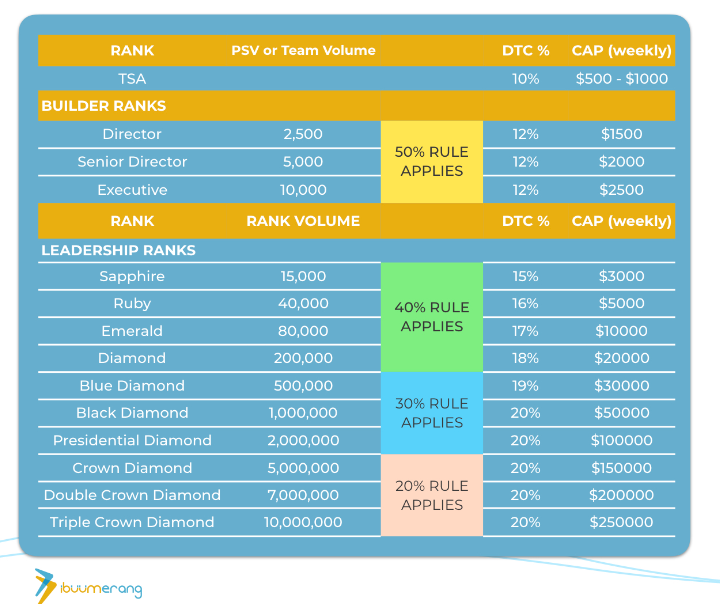 RANK PSV or Team Volume DTC % CAP (weekly)
TSA 10% $500 - $1000
BUILDER RANKS
Director 2,500 12% $1500
50% RULE
APPLIES
Senior Director 5,000 12% $2000
Executive 10,000 12% $2500
RANK RANK VOLUME DTC % CAP (weekly)
LEADERSHIP RANKS
Sapphire 15,000 15% $3000
Ruby 40,000 16% $5000
40% RULE
APPLIES
Emerald 80,000 17% $10000
Diamond 200,000 18% $20000
Blue Diamond 500,000 19% $30000
30% RULE
APPLIES
Black Diamond 1,000,000 20% $50000
Presidential Diamond 2,000,000 20% $100000
Crown Diamond 5,000,000 20% $150000
20% RULE
APPLIES
Double Crown Diamond 7,000,000 20% $200000
Triple Crown Diamond 10,000,000 20% $250000
ibuumerang